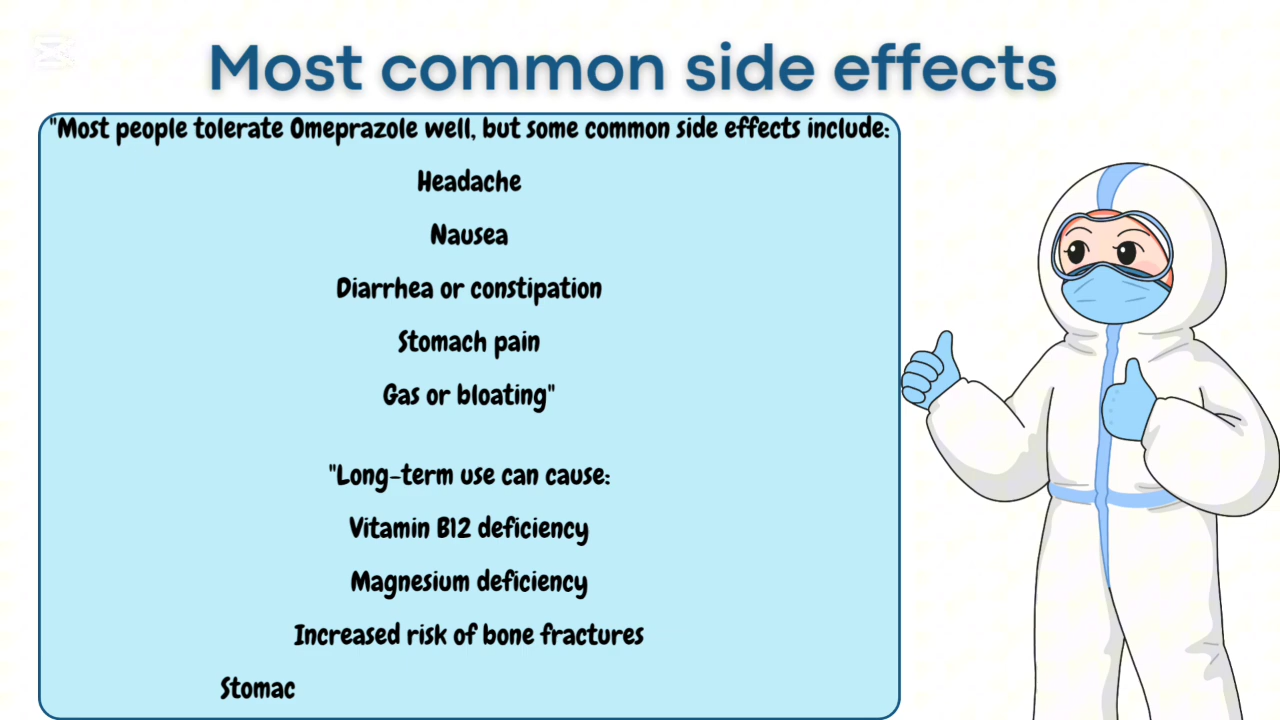 Most common side effects
"Most people tolerate Omeprazole well, but some common side effects include:
Headache
Nausea
Diarrhea or constipation
Stomach pain
Gas or bloating"
"Long-term use can cause:
Vitamin B12 deficiency
Magnesium deficiency
Increased risk of bone fractures
Stomac